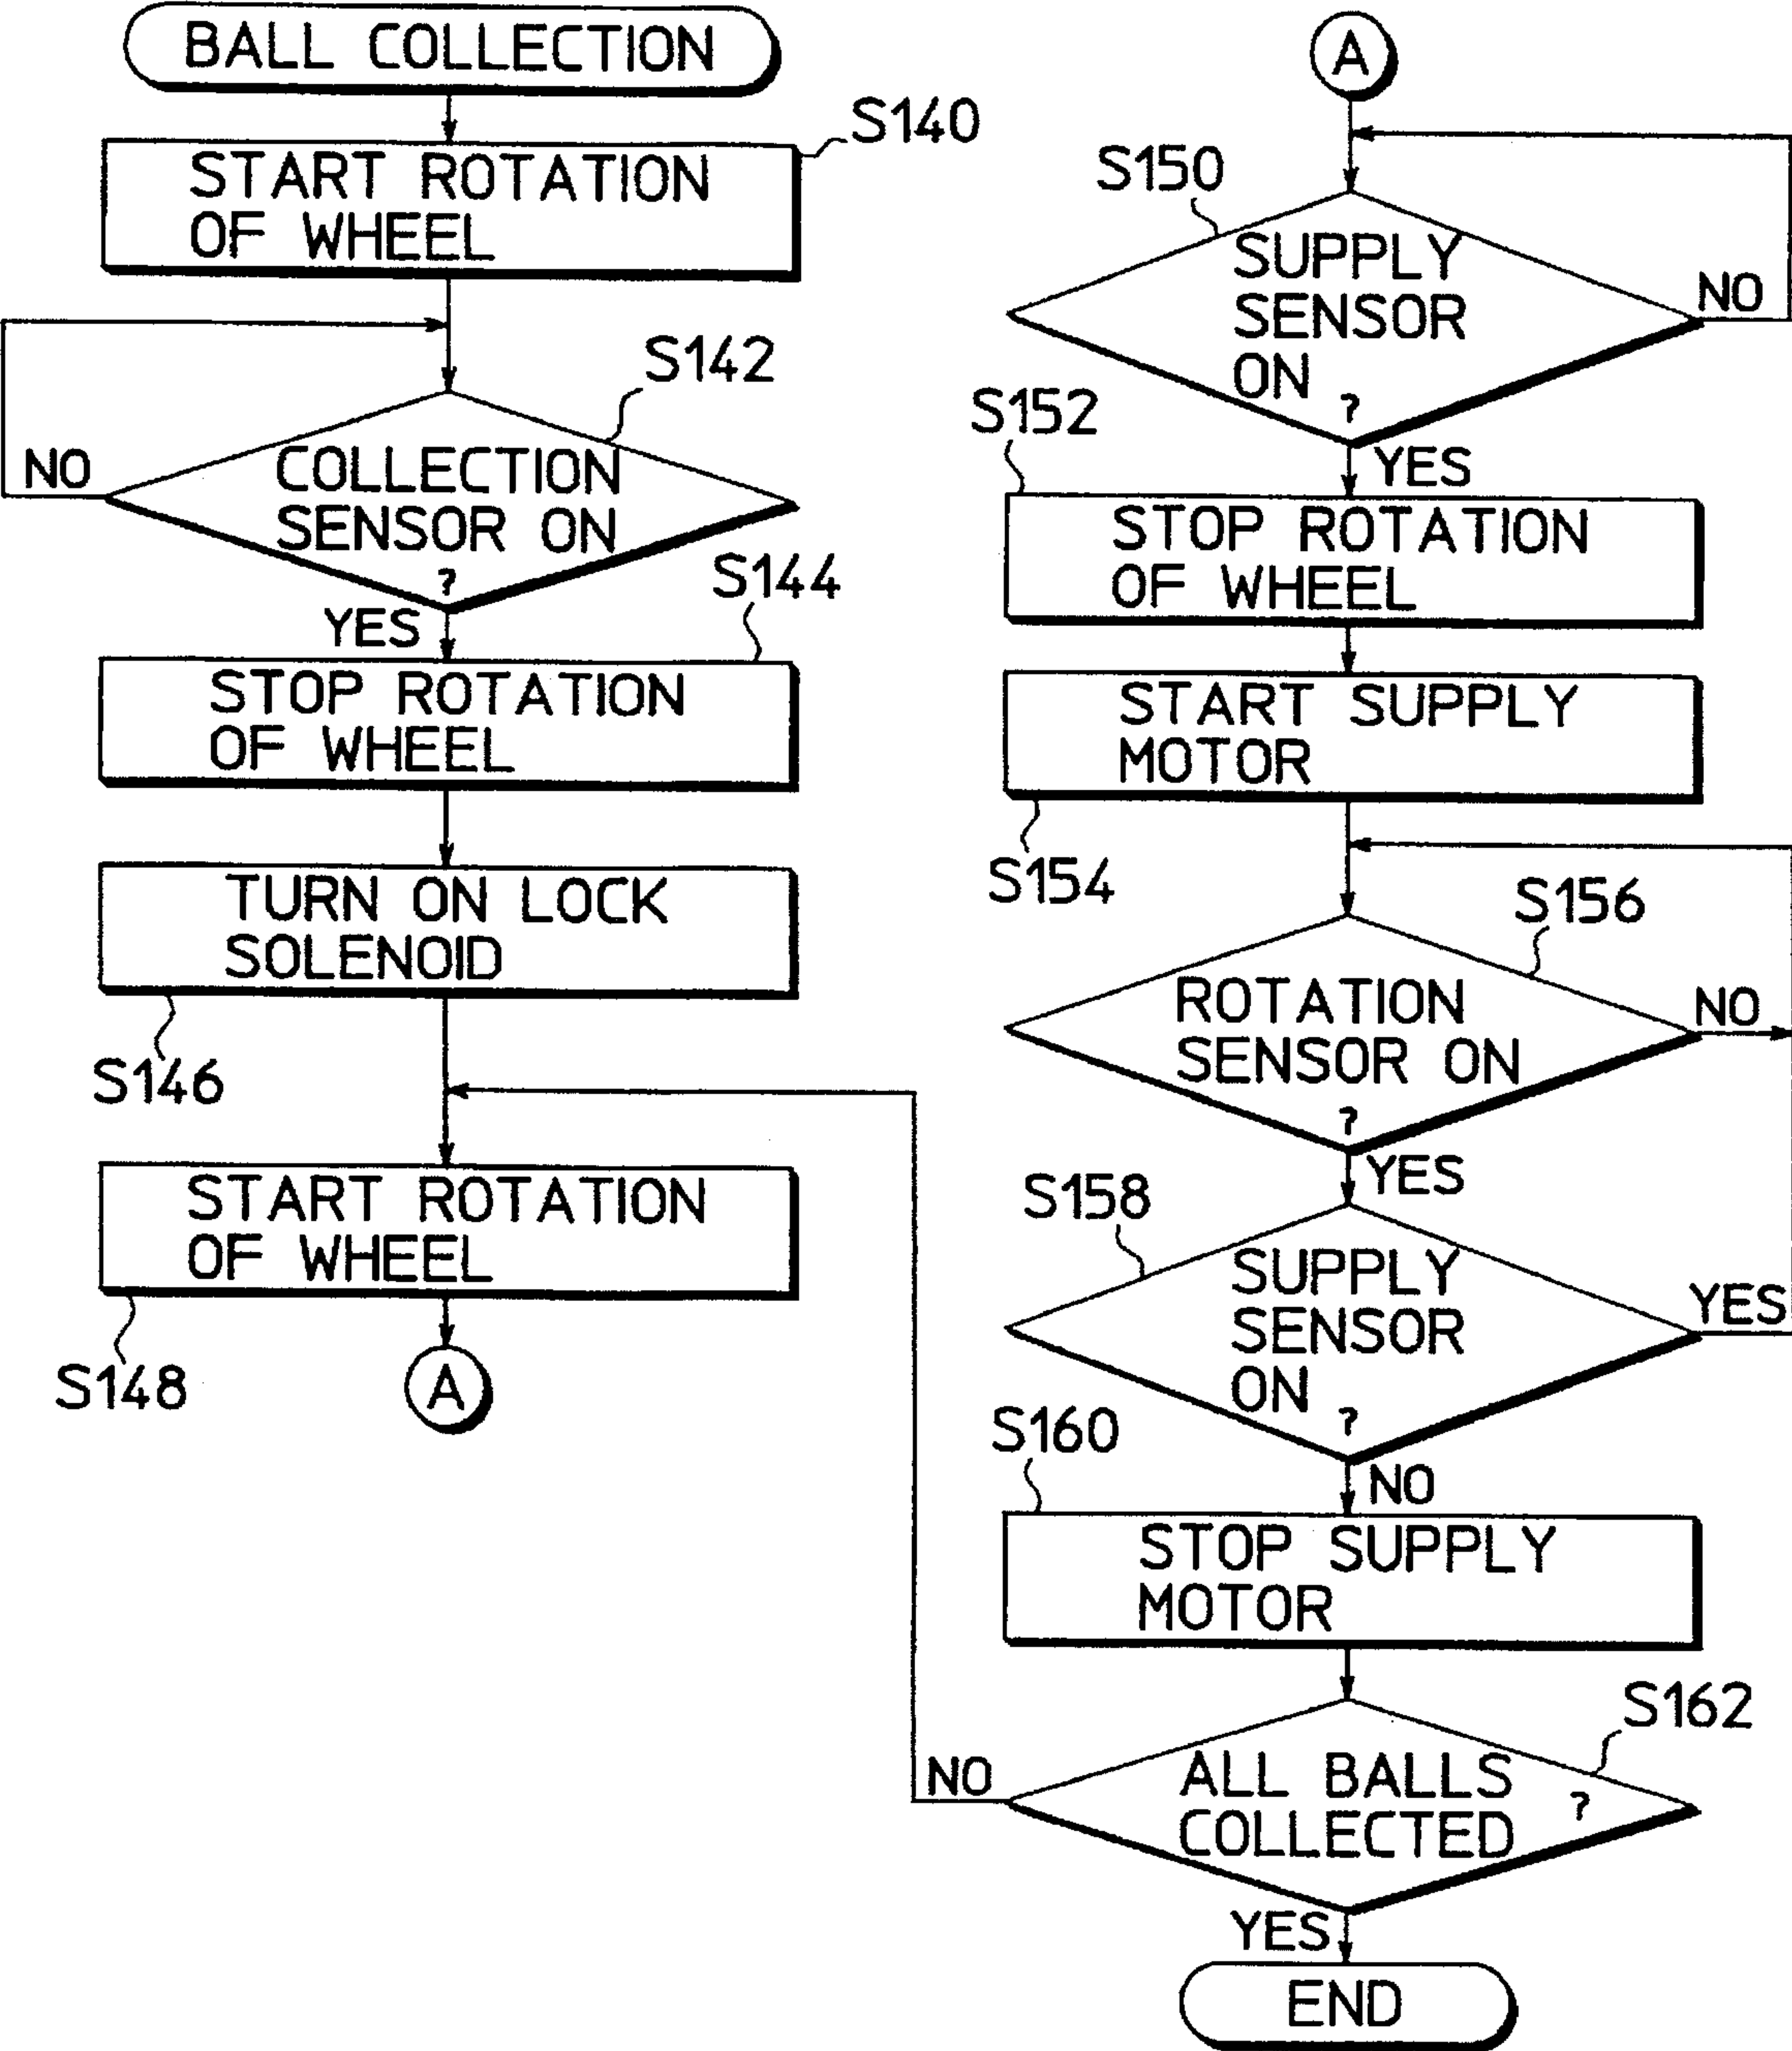 BALL COLLECTION
S140
START ROTATION
OF WHEEL
S142
NO
COLLECTION
SENSOR ON
?
YES
S144
STOP ROTATION
OF WHEEL
TURN ON LOCK
SOLENOID
S146
START ROTATION
OF WHEEL
S148
A
A
S150
SUPPLY
SENSOR
ON
?
NO
YES
S152
STOP ROTATION
OF WHEEL
START SUPPLY
MOTOR
S154
S156
ROTATION
SENSOR ON
?
NO
YES
S158
SUPPLY
SENSOR
ON
?
YES
NO
S160
STOP SUPPLY
MOTOR
S162
NO
ALL BALLS
COLLECTED ?
YES
END